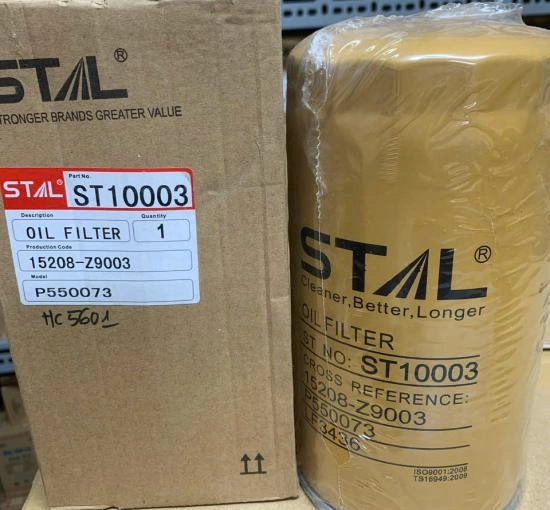 STAL®
STRONGER BRANDS GREATER VALUE
STAL
Part No.
ST10003
Description
Quantity
OIL FILTER
1
Production Code
15208-Z9003
Model
P550073
HC 5601
STAL®
Cleaner,Better,Longer
OIL FILTER
ST NO: ST10003
CROSS REFERENCE:
15208-Z9003
P550073
LF3436
ISO9001:2008
TS16949:2009